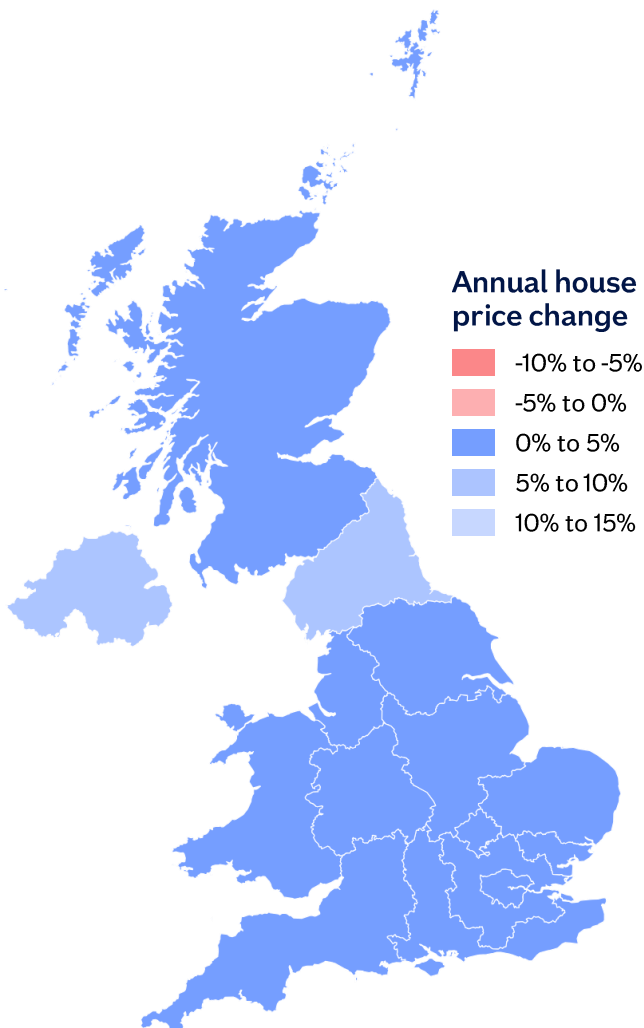 Annual house
price change
-10% to -5%
-5% to 0%
0% to 5%
5% to 10%
10% to 15%